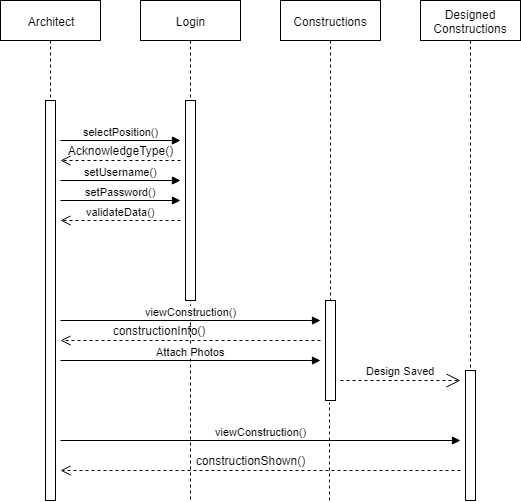 Architect
Login
Constructions
Designed
Constructions
selectPosition()
AcknowledgeType()
setUsername()
setPassword()
validateData()
viewConstruction()
constructionInfo()
Attach Photos
Design Saved
viewConstruction()
constructionShown()